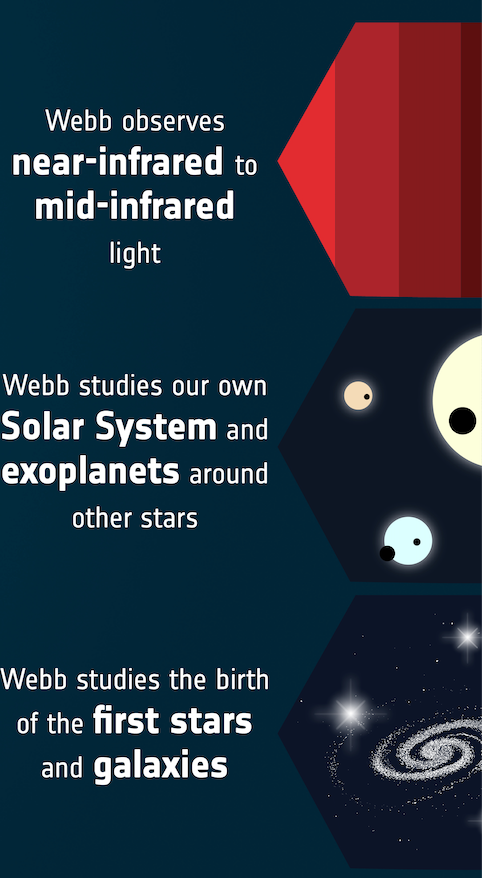 Webb observes
near-infrared to
mid-infrared
light
Webb studies our own
Solar System and
exoplanets around
other stars
Webb studies the birth
of the first stars
and galaxies